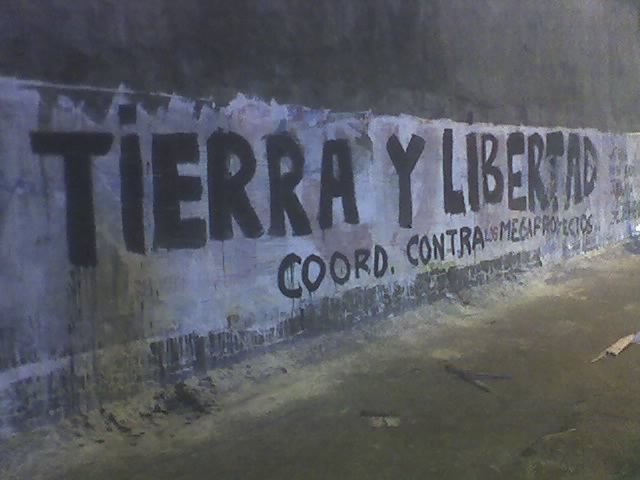 TIERRA Y LIBERTAD
COORD. CONTRA LOS MEGAPROYECTOS